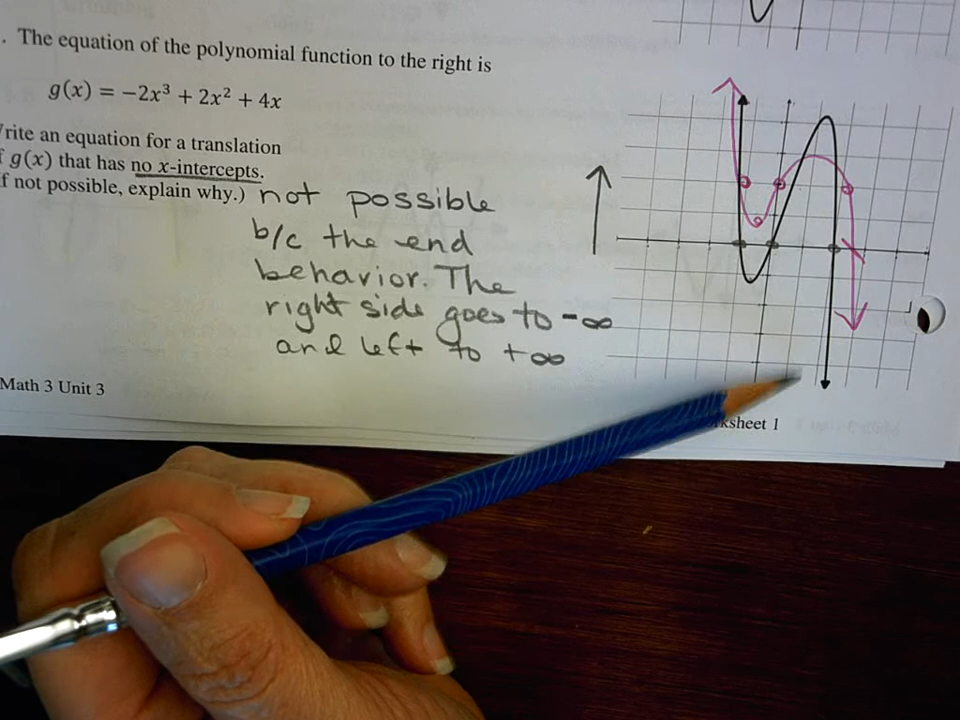 . The equation of the polynomial function to the right is
g(x) = −2x³ + 2x² + 4x
rite an equation for a translation
f g(x) that has no x-intercepts.
f not possible, explain why.) not possible
b/c the end
behavior. The
right side goes to -∞
and left to +∞
Math 3 Unit 3
ksheet 1